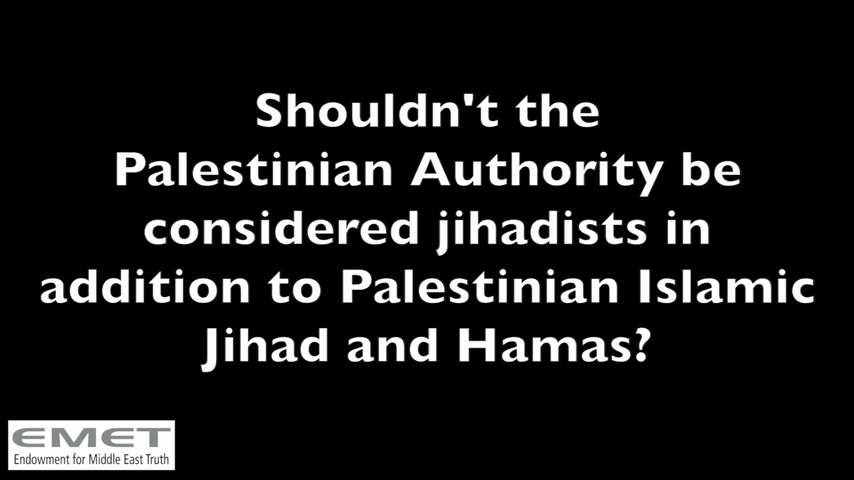 Shouldn't the
Palestinian Authority be
considered jihadists in
addition to Palestinian Islamic
Jihad and Hamas?
EMET
Endowment for Middle East Truth